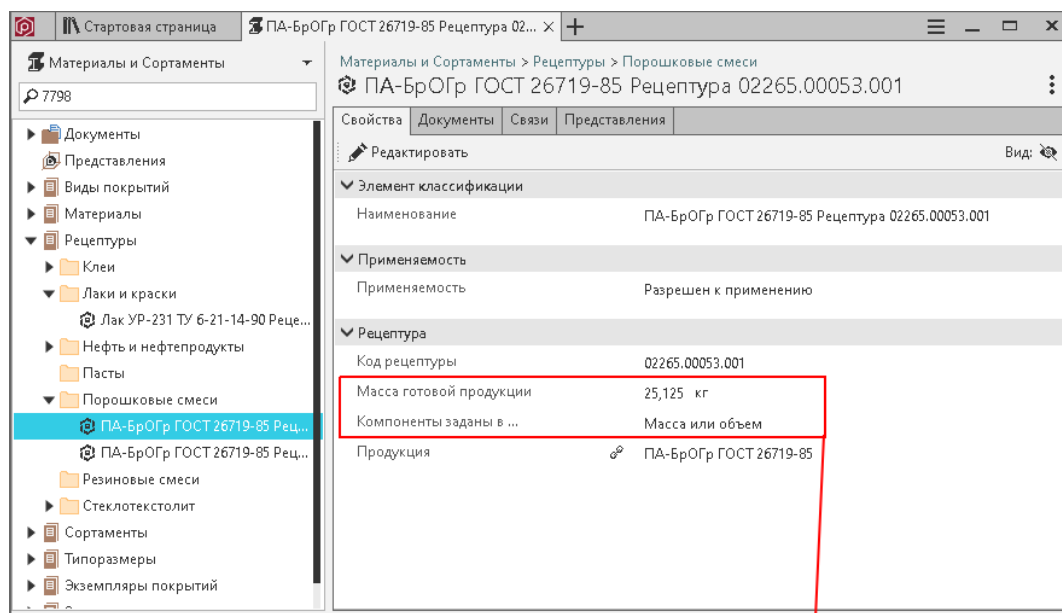 Стартовая страница
ПА-БрОГр ГОСТ 26719-85 Рецептура 02...
Материалы и Сортаменты
7798
Документы
Представления
Виды покрытий
Материалы
Рецептуры
Клеи
Лаки и краски
Лак УР-231 ТУ 6-21-14-90 Реце...
Нефть и нефтепродукты
Пасты
Порошковые смеси
ПА-БрОГр ГОСТ 26719-85 Рец...
ПА-БрОГр ГОСТ 26719-85 Рец...
Резиновые смеси
Стеклотекстолит
Сортаменты
Типоразмеры
Экземпляры покрытий
Материалы и Сортаменты > Рецептуры > Порошковые смеси
ПА-БрОГр ГОСТ 26719-85 Рецептура 02265.00053.001
Свойства Документы Связи Представления
Редактировать Вид:
Элемент классификации
Наименование ПА-БрОГр ГОСТ 26719-85 Рецептура 02265.00053.001
Применяемость
Применяемость Разрешен к применению
Рецептура
Код рецептуры 02265.00053.001
Масса готовой продукции 25,125 кг
Компоненты заданы в ... Масса или объем
Продукция ПА-БрОГр ГОСТ 26719-85